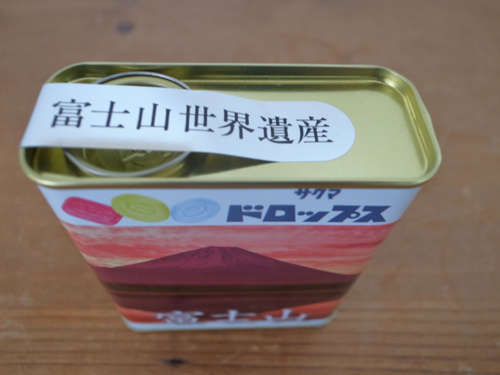 富士山世界遺産
サクマ
ドロップス
富士山